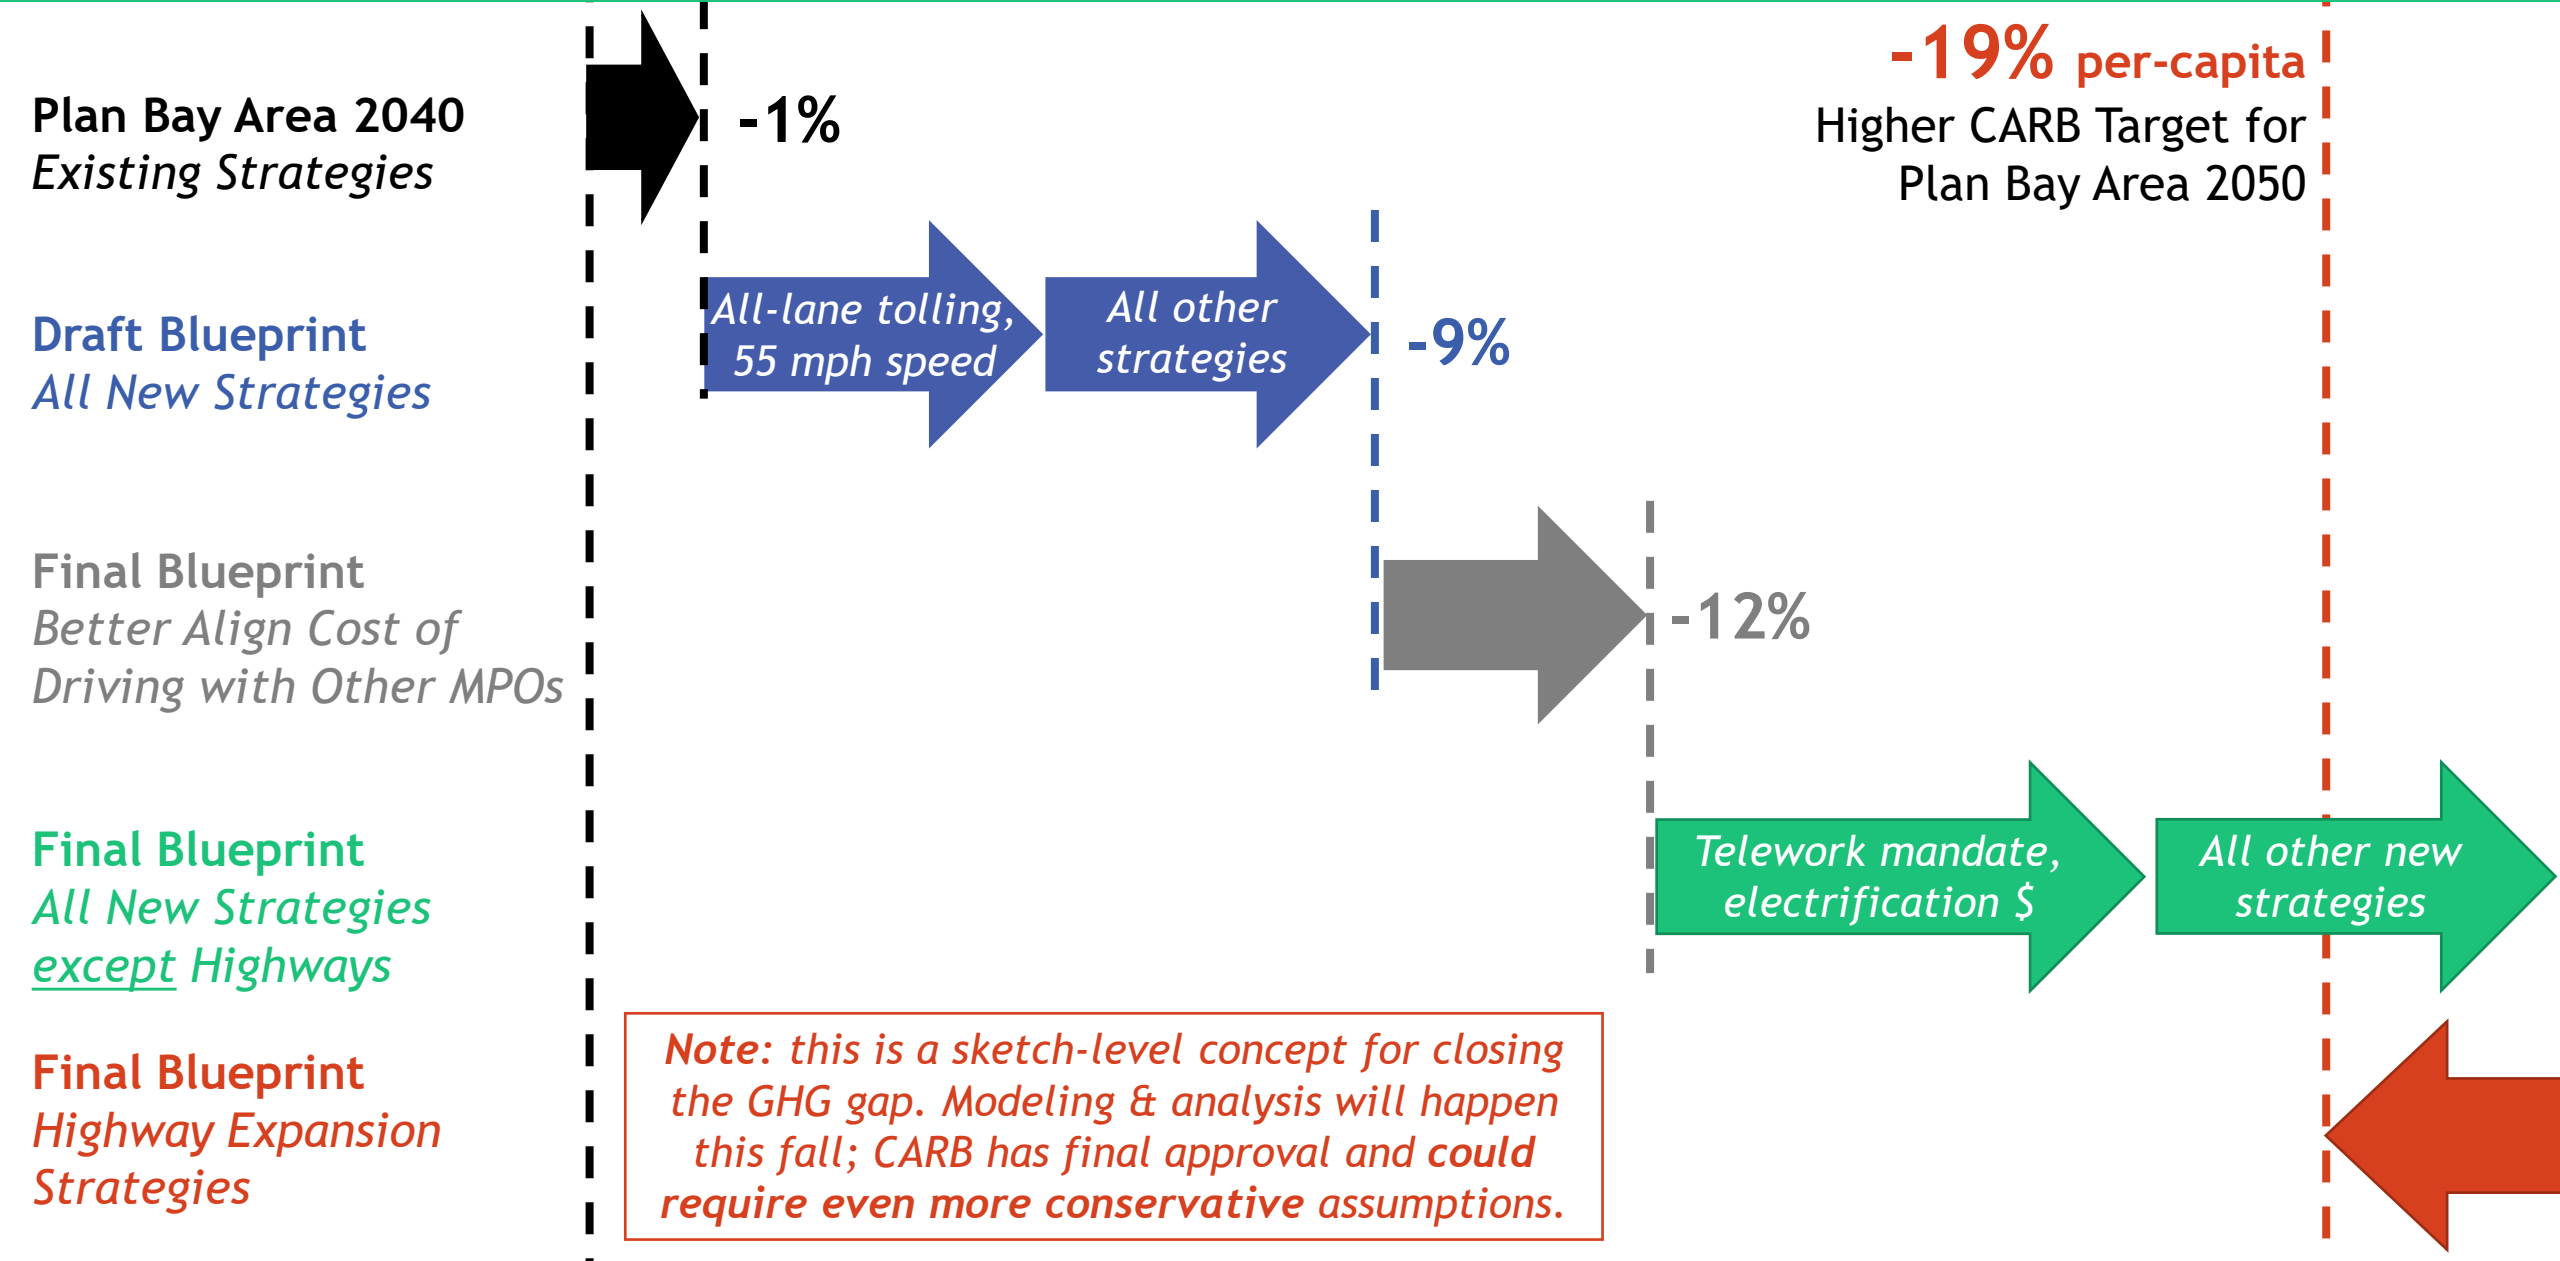 Plan Bay Area 2040
Existing Strategies
-1%
-19% per-capita
Higher CARB Target for
Plan Bay Area 2050
Draft Blueprint
All New Strategies
All-lane tolling,
55 mph speed
All other
strategies
-9%
Final Blueprint
Better Align Cost of
Driving with Other MPOs
-12%
Final Blueprint
All New Strategies
except Highways
Telework mandate,
electrification $
All other new
strategies
Final Blueprint
Highway Expansion
Strategies
Note: this is a sketch-level concept for closing
the GHG gap. Modeling & analysis will happen
this fall; CARB has final approval and could
require even more conservative assumptions.